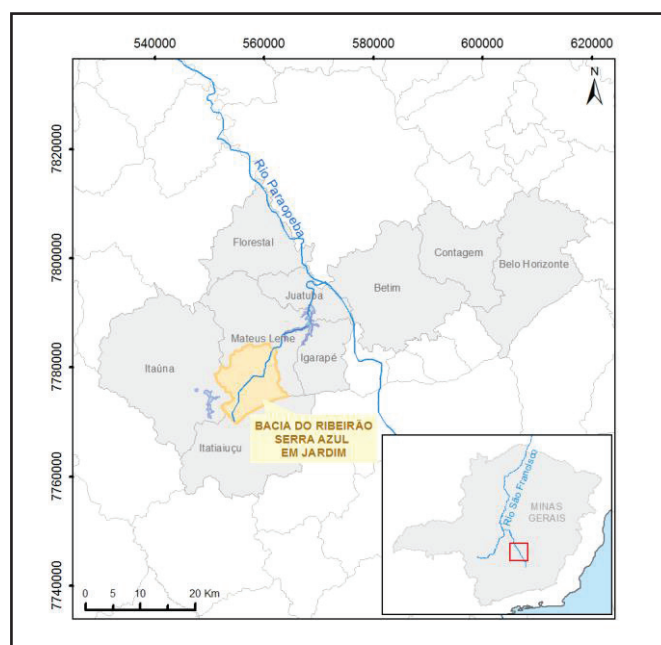 540000 560000 580000 600000 620000
N
7820000
Rio Paraopeba
Florestal
7800000
Contagem
Belo Horizonte
Betim
Juatuba
Mateus Leme
7780000
Itaúna
Igarapé
BACIA DO RIBEIRÃO
SERRA AZUL
EM JARDIM
Itatiaiuçu
7760000
Rio São Francisco
MINAS
GERAIS
7740000
0 5 10 20 Km